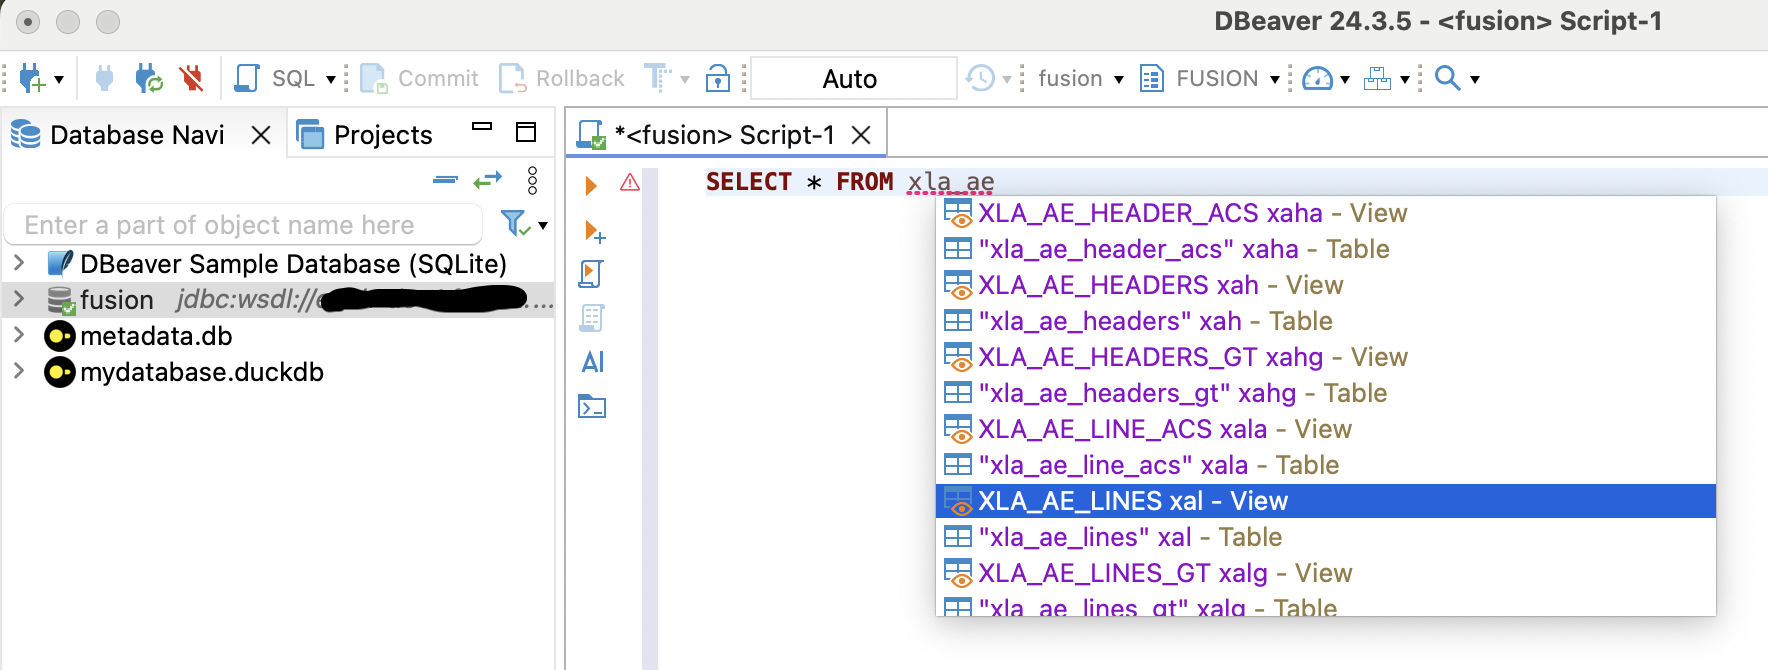 DBeaver 24.3.5 - <fusion> Script-1
SQL Commit Rollback T Auto fusion FUSION
Database Navi Projects
*<fusion> Script-1
Enter a part of object name here
DBeaver Sample Database (SQLite)
fusion jdbc:wsdl://
metadata.db
mydatabase.duckdb
AI
SELECT * FROM xla_ae
XLA_AE_HEADER_ACS xaha - View
"xla_ae_header_acs" xaha - Table
XLA_AE_HEADERS xah - View
"xla_ae_headers" xah - Table
XLA_AE_HEADERS_GT xahg - View
"xla_ae_headers_gt" xahg - Table
XLA_AE_LINE_ACS xala - View
"xla_ae_line_acs" xala - Table
XLA_AE_LINES xal - View
"xla_ae_lines" xal - Table
XLA_AE_LINES_GT xalg - View
"xla_ae_lines_gt" xalg - Table